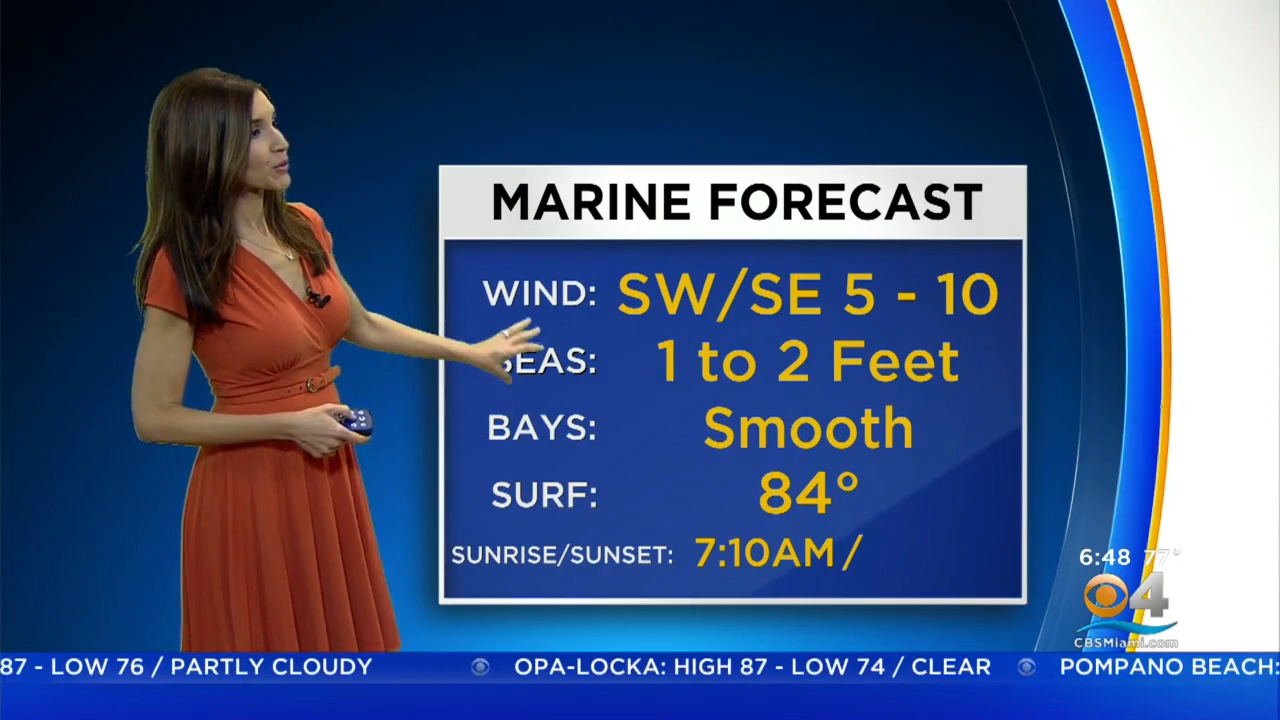 MARINE FORECAST
WIND: SW/SE 5 - 10
SEAS: 1 to 2 Feet
BAYS: Smooth
SURF: 84°
SUNRISE/SUNSET: 7:10AM /
6:48 77°
4
CBSMiami.com
87 - LOW 76 / PARTLY CLOUDY OPA-LOCKA: HIGH 87 - LOW 74 / CLEAR POMPANO BEACH: